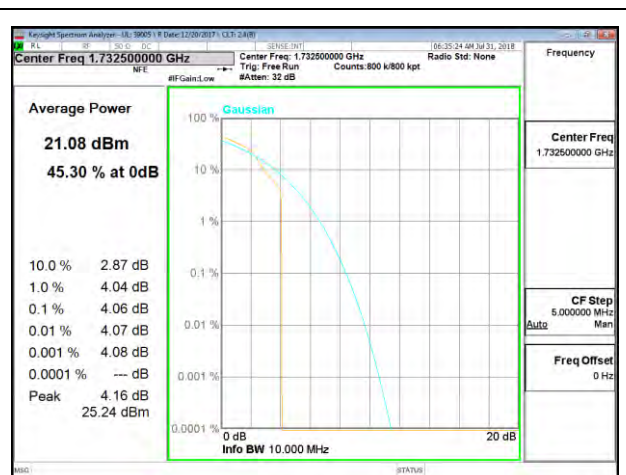 Keysight Spectrum Analyzer - UL: 39005 \ R Date: 12/20/2017 \ CLT: 2.4(B)
RL RF 50 Ω DC SENSE:INT 06:35:24 AM Jul 31, 2018
Center Freq 1.732500000 GHz
NFE
#IFGain:Low
Center Freq: 1.732500000 GHz
Trig: Free Run Counts:800 k/800 kpt
#Atten: 32 dB
Radio Std: None
Frequency
Average Power
21.08 dBm
45.30 % at 0dB
10.0 % 2.87 dB
1.0 % 4.04 dB
0.1 % 4.06 dB
0.01 % 4.07 dB
0.001 % 4.08 dB
0.0001 % --- dB
Peak 4.16 dB
25.24 dBm
Gaussian
100 %
10 %
1 %
0.1 %
0.01 %
0.001 %
0.0001 %
0 dB 20 dB
Info BW 10.000 MHz
Center Freq
1.732500000 GHz
CF Step
5.000000 MHz
Auto Man
Freq Offset
0 Hz
MSG STATUS